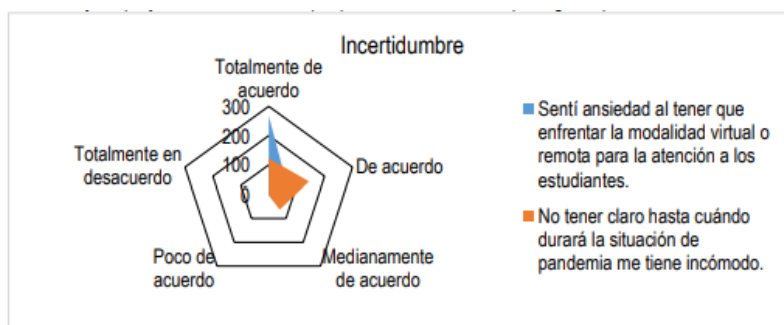 Incertidumbre
Totalmente de
acuerdo
300
200
100
0
De acuerdo
Medianamente
de acuerdo
Poco de
acuerdo
Totalmente en
desacuerdo
Sentí ansiedad al tener que
enfrentar la modalidad virtual o
remota para la atención a los
estudiantes.
No tener claro hasta cuándo
durará la situación de
pandemia me tiene incómodo.